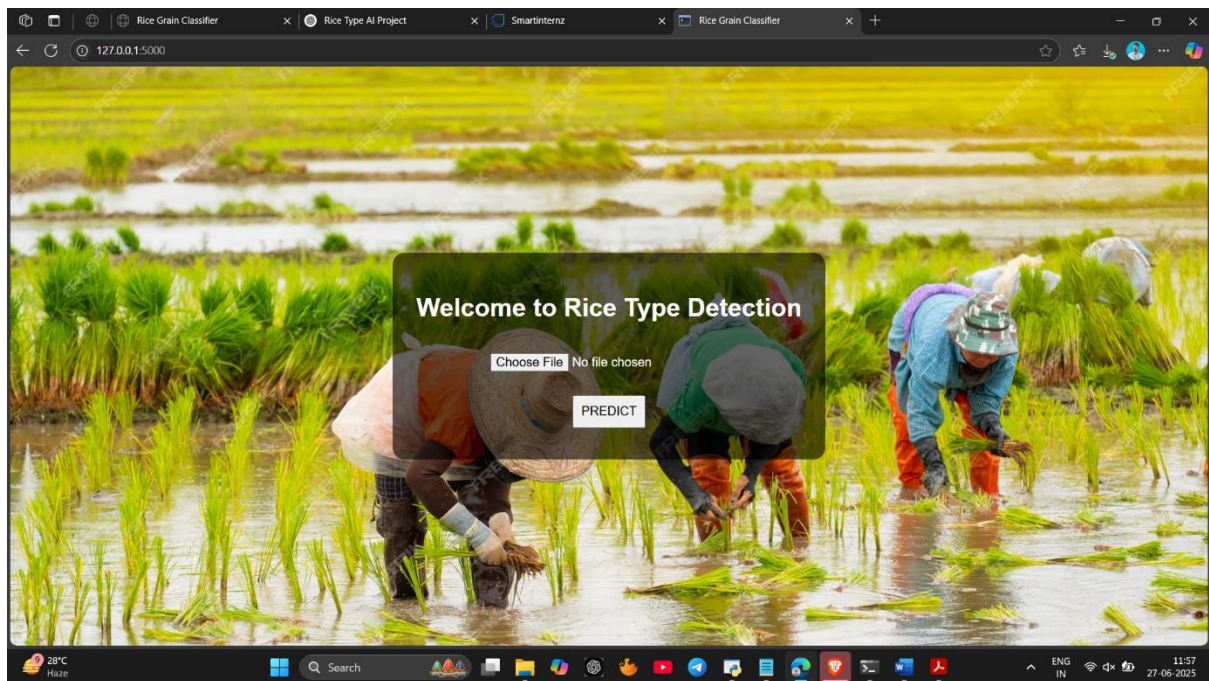 Rice Grain Classifier
Rice Type AI Project
Smartinternz
Rice Grain Classifier
127.0.0.1:5000
Welcome to Rice Type Detection
Choose File No file chosen
PREDICT
9
28°C
Haze
Search
ENG
IN
11:57
27-06-2025